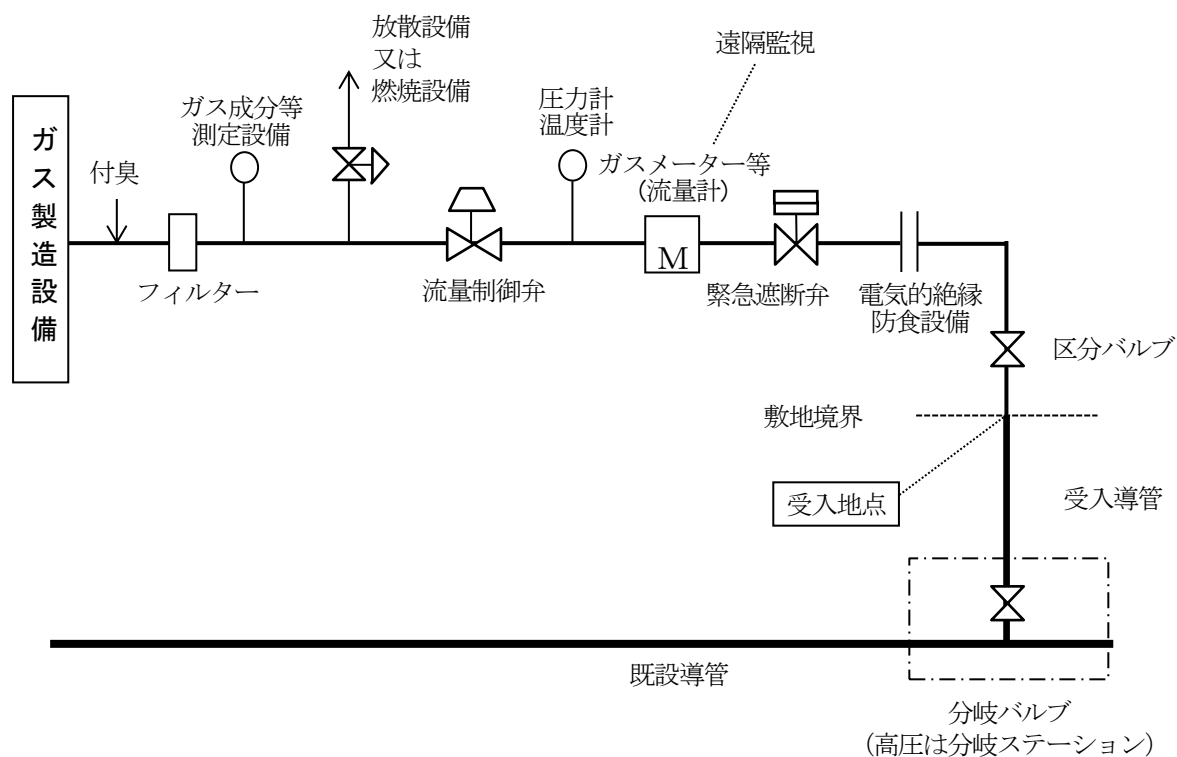 放散設備
又は
燃焼設備
遠隔監視
ガス成分等
測定設備
圧力計
温度計
ガス製造設備
付臭
ガスメーター等
（流量計）
M
フィルター
流量制御弁
緊急遮断弁
電気的絶縁
防食設備
区分バルブ
敷地境界
受入地点
受入導管
既設導管
分岐バルブ
（高圧は分岐ステーション）